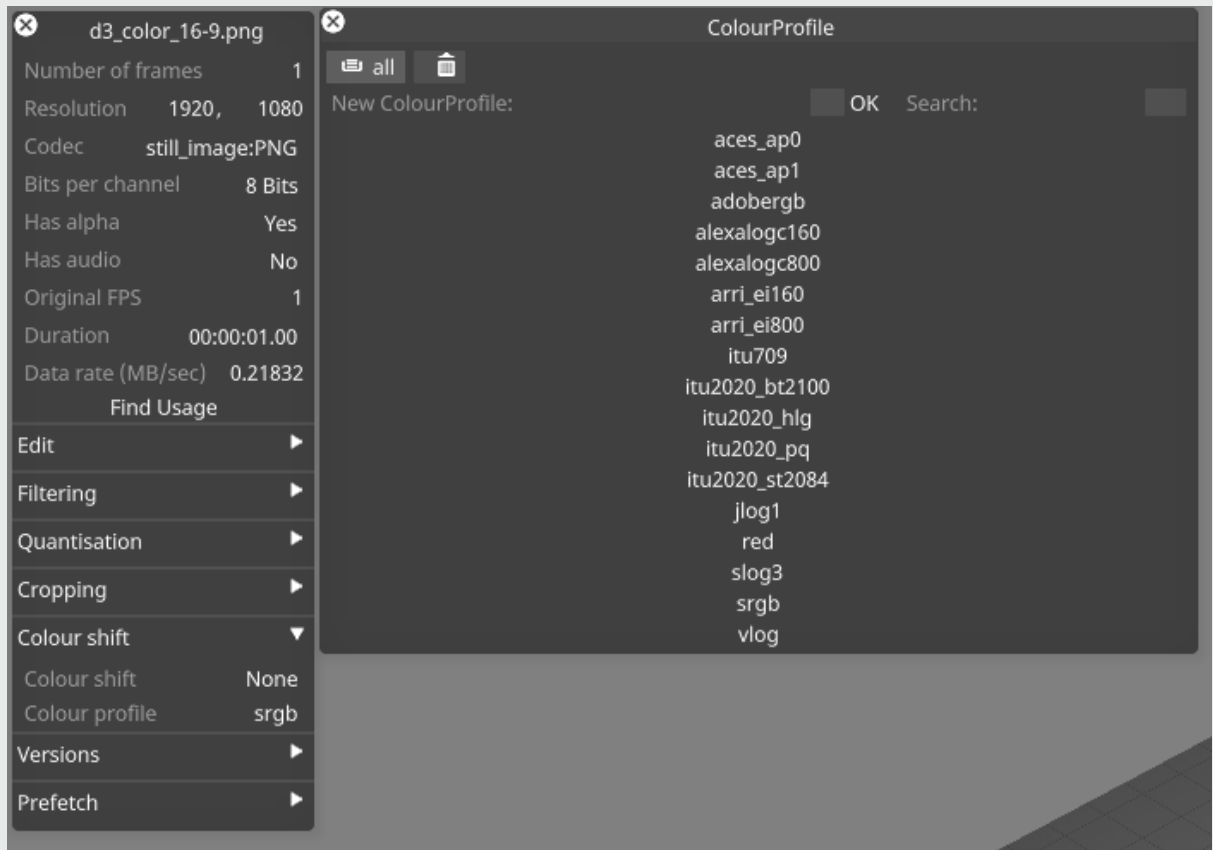 d3_color_16-9.png
Number of frames 1
Resolution 1920, 1080
Codec still_image:PNG
Bits per channel 8 Bits
Has alpha Yes
Has audio No
Original FPS 1
Duration 00:00:01.00
Data rate (MB/sec) 0.21832
Find Usage
Edit
Filtering
Quantisation
Cropping
Colour shift
Colour shift None
Colour profile srgb
Versions
Prefetch
ColourProfile
all
New ColourProfile: OK Search:
aces_ap0
aces_ap1
adobergb
alexalogc160
alexalogc800
arri_ei160
arri_ei800
itu709
itu2020_bt2100
itu2020_hlg
itu2020_pq
itu2020_st2084
jlog1
red
slog3
srgb
vlog